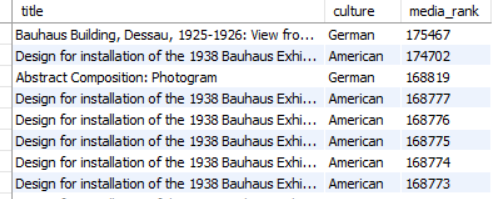 title culture media_rank
Bauhaus Building, Dessau, 1925-1926: View fro... German 175467
Design for installation of the 1938 Bauhaus Exhi... American 174702
Abstract Composition: Photogram German 168819
Design for installation of the 1938 Bauhaus Exhi... American 168777
Design for installation of the 1938 Bauhaus Exhi... American 168776
Design for installation of the 1938 Bauhaus Exhi... American 168775
Design for installation of the 1938 Bauhaus Exhi... American 168774
Design for installation of the 1938 Bauhaus Exhi... American 168773